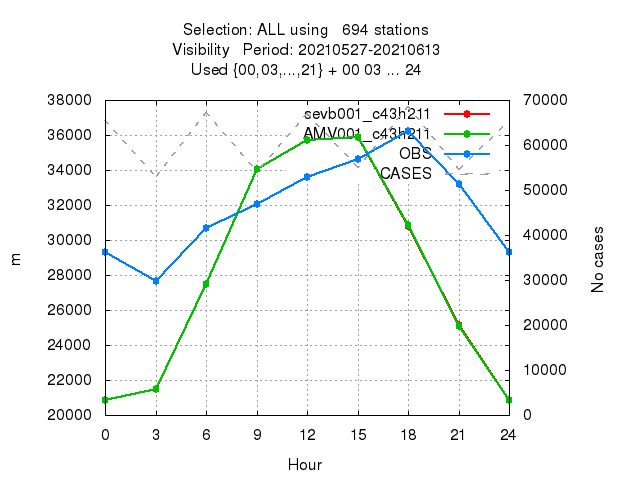 Selection: ALL using   694 stations
Visibility   Period: 20210527-20210613
Used {00,03,...,21} + 00 03 ... 24
38000
36000
34000
32000
30000
28000
26000
24000
22000
20000
m
sevb001_c43h211
AMV001_c43h211
OBS
CASES
70000
60000
50000
40000
30000
20000
10000
0
No cases
0 3 6 9 12 15 18 21 24
Hour